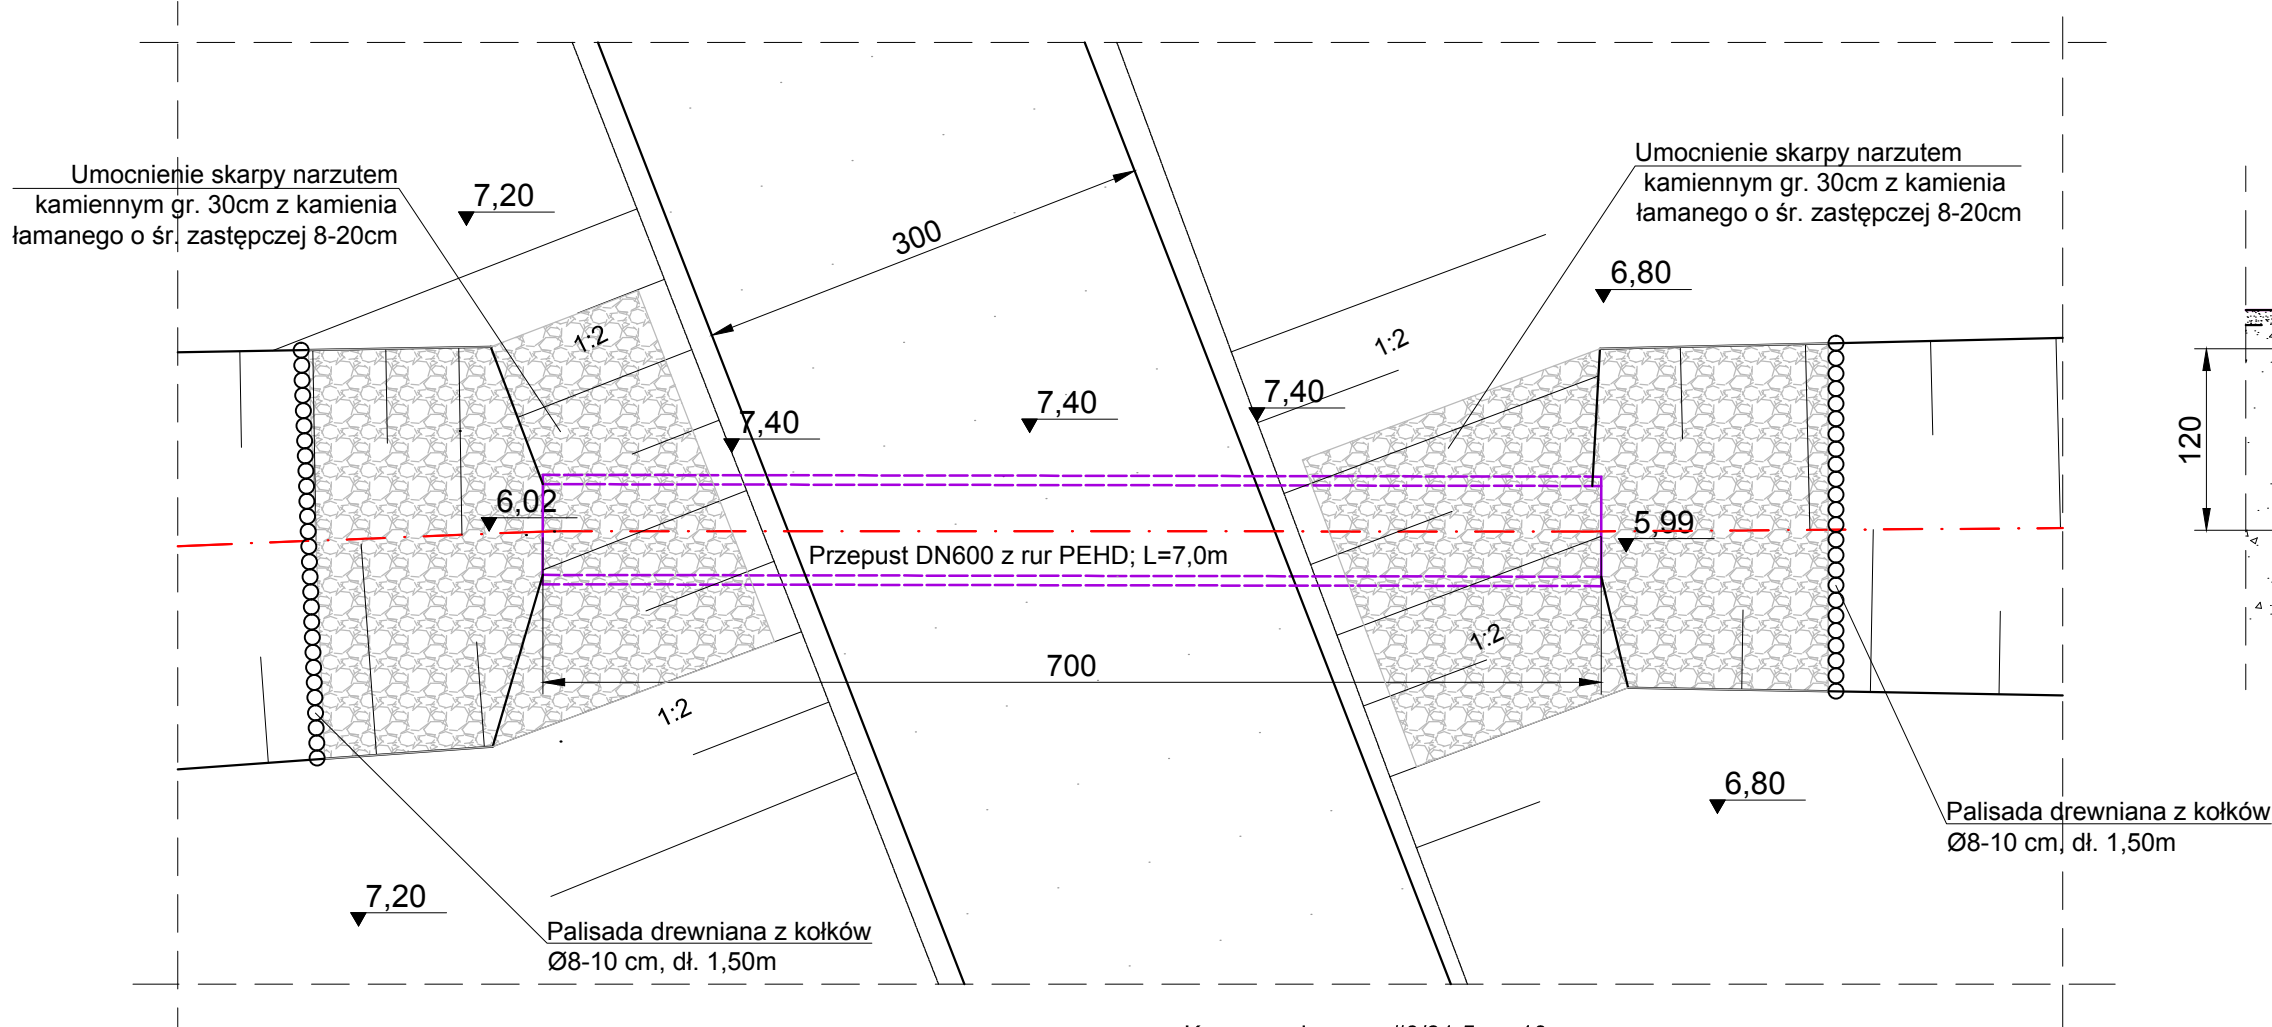 Umocnienie skarpy narzutem
kamiennym gr. 30cm z kamienia
łamanego o śr. zastępczej 8-20cm
7,20
300
Umocnienie skarpy narzutem
kamiennym gr. 30cm z kamienia
łamanego o śr. zastępczej 8-20cm
6,80
1:2
1:2
7,40
7,40
7,40
120
6,02
5,99
Przepust DN600 z rur PEHD; L=7,0m
700
1:2
1:2
6,80
Palisada drewniana z kołków
Ø8-10 cm, dł. 1,50m
7,20
Palisada drewniana z kołków
Ø8-10 cm, dł. 1,50m